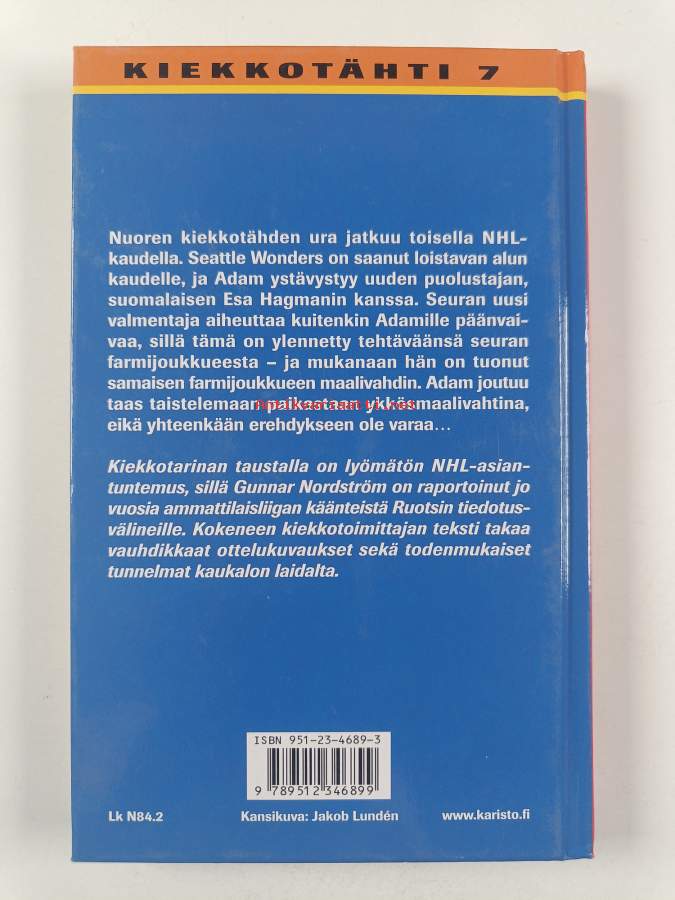 KIEKKOTÄHTI 7
Nuoren kiekkotähden ura jatkuu toisella NHL-
kaudella. Seattle Wonders on saanut loistavan alun
kaudelle, ja Adam ystävystyy uuden puolustajan,
suomalaisen Esa Hagmanin kanssa. Seuran uusi
valmentaja aiheuttaa kuitenkin Adamille päänvai-
vaa, sillä tämä on ylennetty tehtäväänsä seuran
farmijoukkueesta – ja mukanaan hän on tuonut
samaisen farmijoukkueen maalivahdin. Adam joutuu
taas taistelemaan paikastaan ykkösmaalivahtina,
eikä yhteenkään erehdykseen ole varaa...
Kiekkotarinan taustalla on lyömätön NHL-asian-
tuntemus, sillä Gunnar Nordström on raportoinut jo
vuosia ammattilaisliigan käänteistä Ruotsin tiedotus-
välineille. Kokeneen kiekkotoimittajan teksti takaa
vauhdikkaat ottelukuvaukset sekä todenmukaiset
tunnelmat kaukalon laidalta.
ISBN 951-23-4689-3
9 789512 346899
Lk N84.2 Kansikuva: Jakob Lundén www.karisto.fi